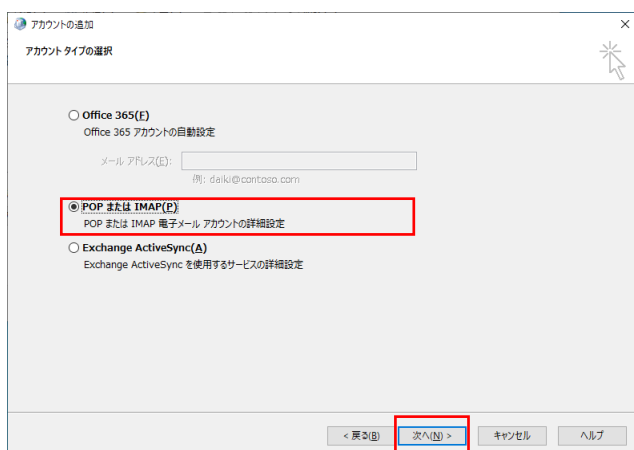 アカウントの追加
アカウント タイプの選択
Office 365(F)
Office 365 アカウントの自動設定
メール アドレス(E):
例: daiki@contoso.com
POP または IMAP(P)
POP または IMAP 電子メール アカウントの詳細設定
Exchange ActiveSync(A)
Exchange ActiveSync を使用するサービスの詳細設定
< 戻る(B) 次へ(N) > キャンセル ヘルプ